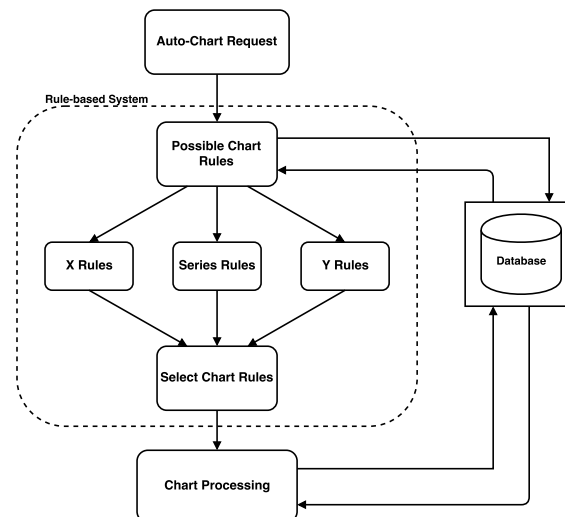 Auto-Chart Request
Rule-based System
Possible Chart
Rules
X Rules
Series Rules
Y Rules
Database
Select Chart Rules
Chart Processing